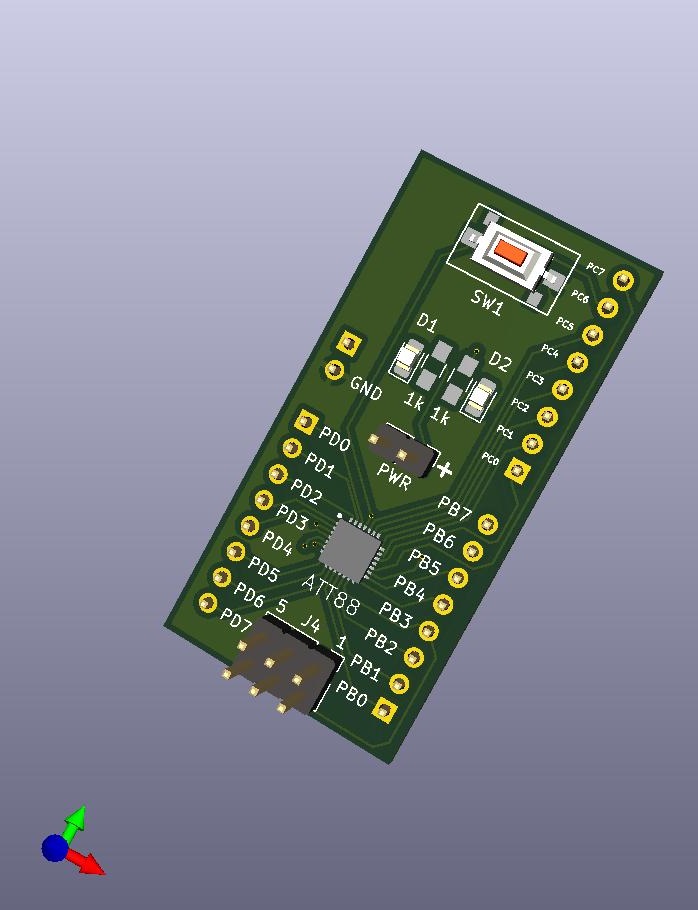 SW1
PC7
PC6
PC5
PC4
PC3
PC2
PC1
PC0
D1
D2
1k
1k
GND
PWR
+
PD0
PD1
PD2
PD3
PD4
PD5
PD6
PD7
PB7
PB6
PB5
PB4
PB3
PB2
PB1
PB0
ATT88
5
J4
1